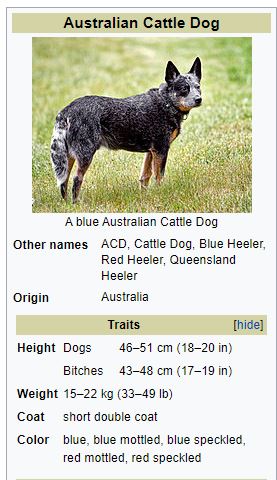 Australian Cattle Dog
A blue Australian Cattle Dog
Other names ACD, Cattle Dog, Blue Heeler,
Red Heeler, Queensland
Heeler
Origin Australia
Traits [hide]
Height Dogs 46–51 cm (18–20 in)
Bitches 43–48 cm (17–19 in)
Weight 15–22 kg (33–49 lb)
Coat short double coat
Color blue, blue mottled, blue speckled,
red mottled, red speckled